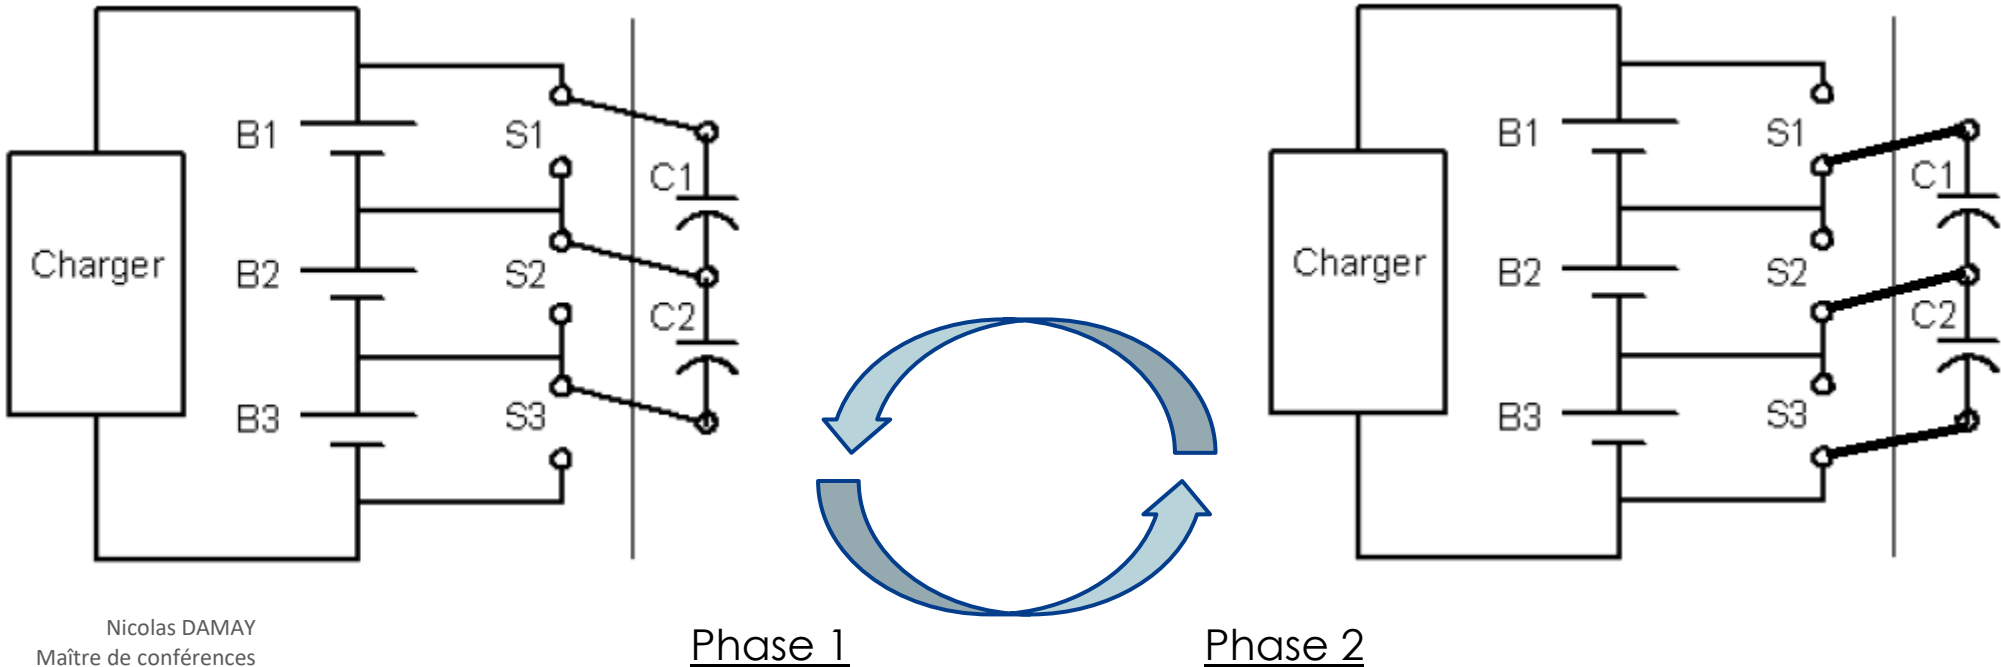 Charger
B1
B2
B3
S1
S2
S3
C1
C2
Charger
B1
B2
B3
S1
S2
S3
C1
C2
Nicolas DAMAY
Maître de conférences
Phase 1
Phase 2